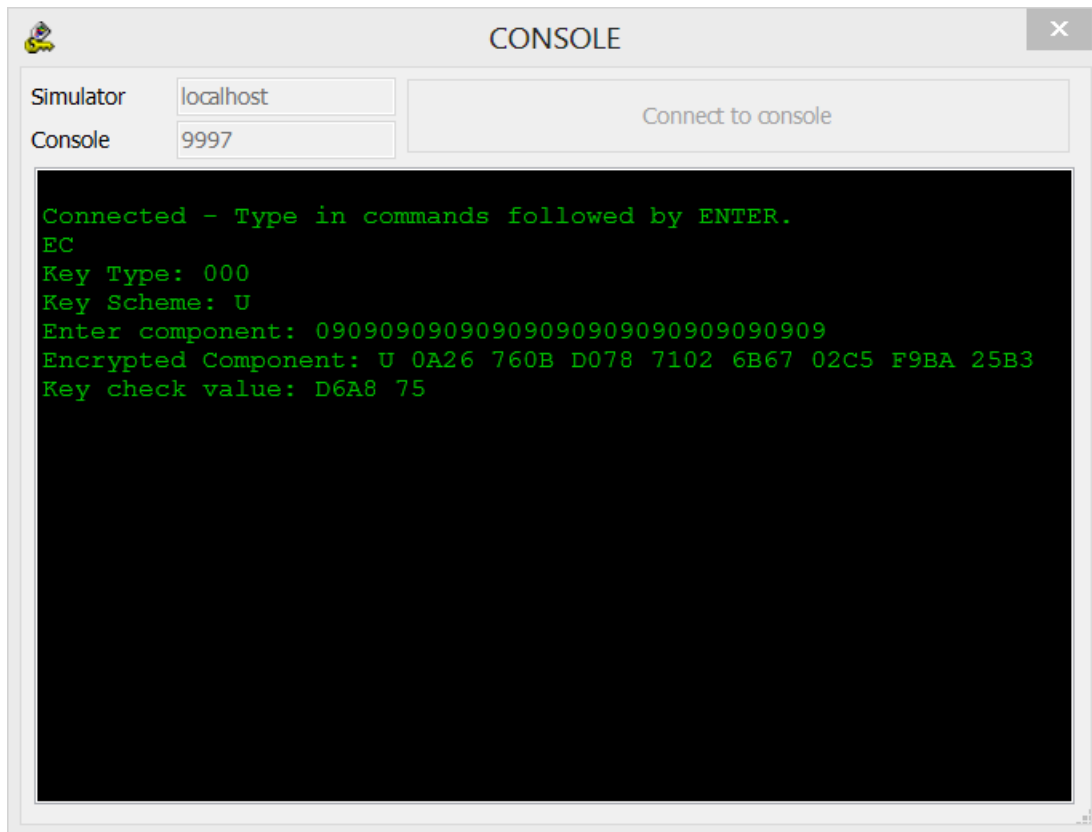 CONSOLE
x
Simulator localhost
Connect to console
Console 9997
Connected - Type in commands followed by ENTER.
EC
Key Type: 000
Key Scheme: U
Enter component: 09090909090909090909090909090909
Encrypted Component: U 0A26 760B D078 7102 6B67 02C5 F9BA 25B3
Key check value: D6A8 75